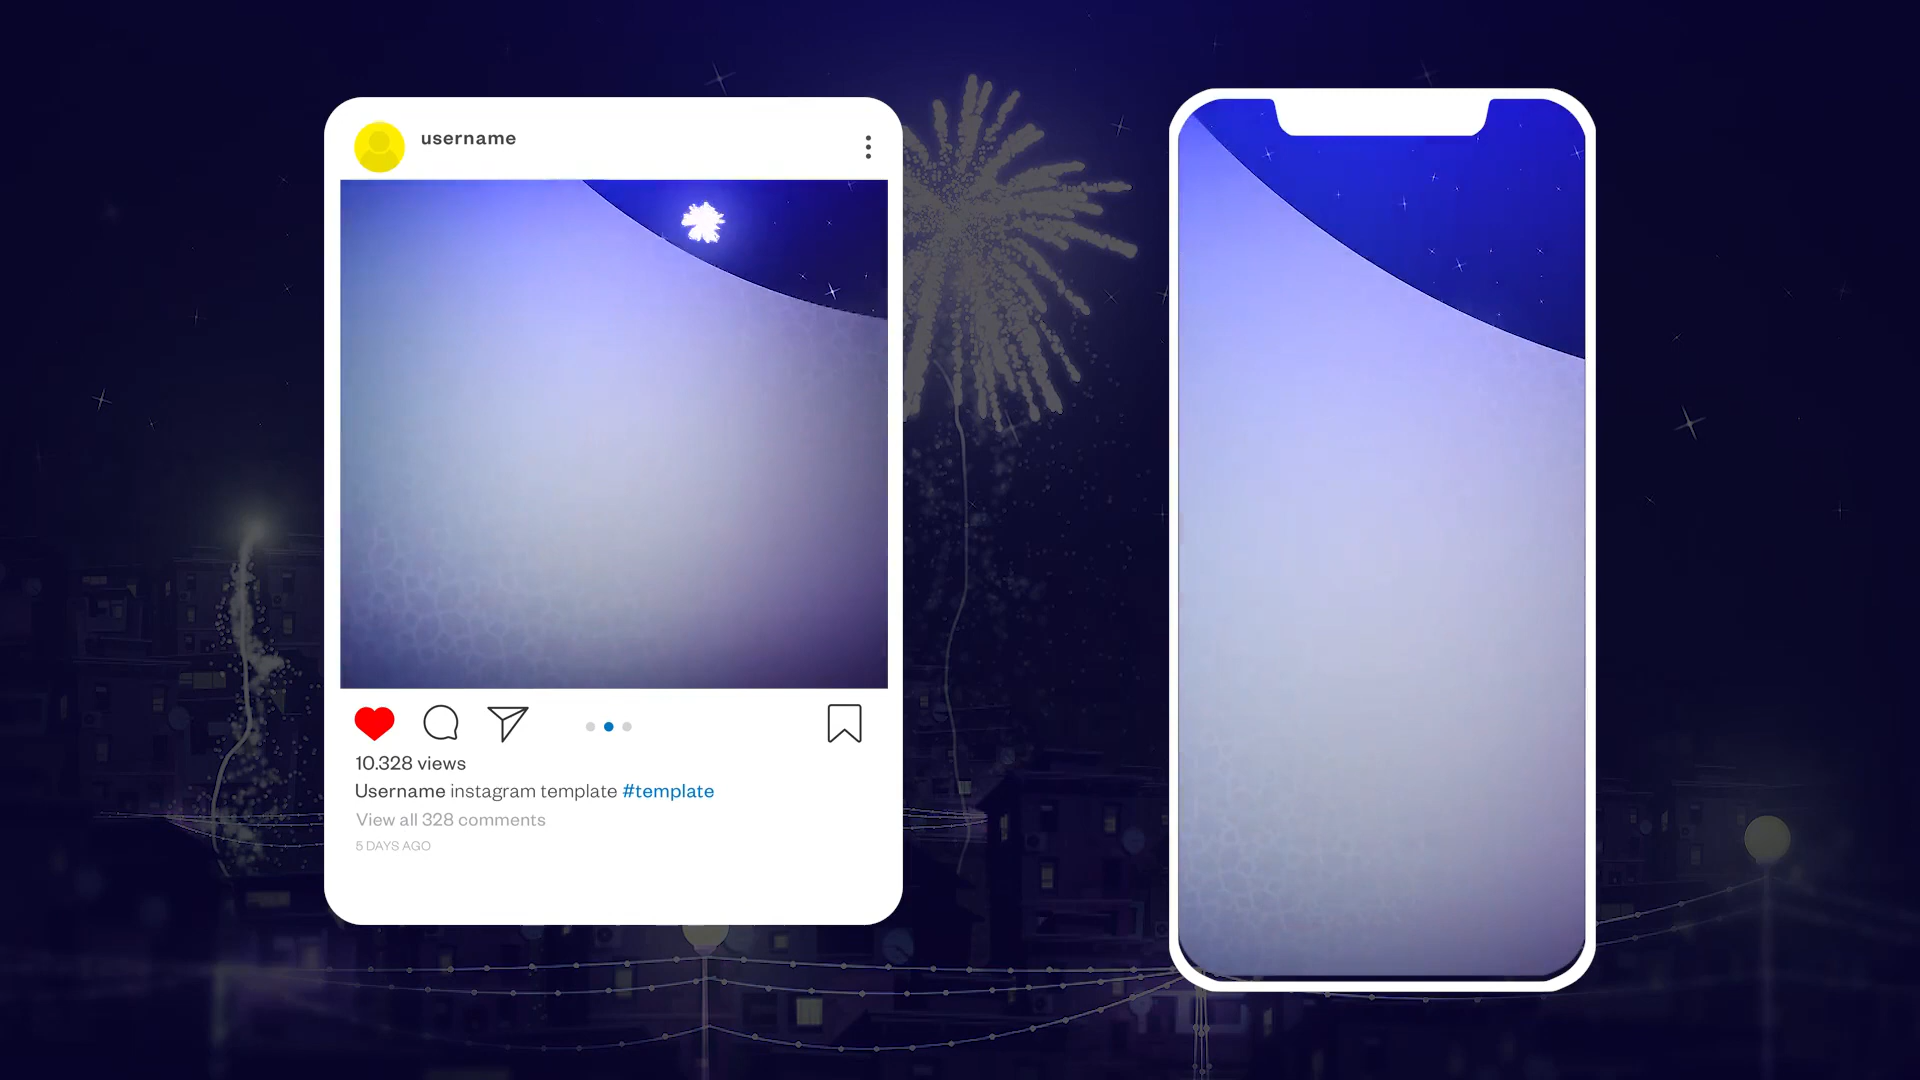 username
10.328 views
Username instagram template #template
View all 328 comments
5 DAYS AGO